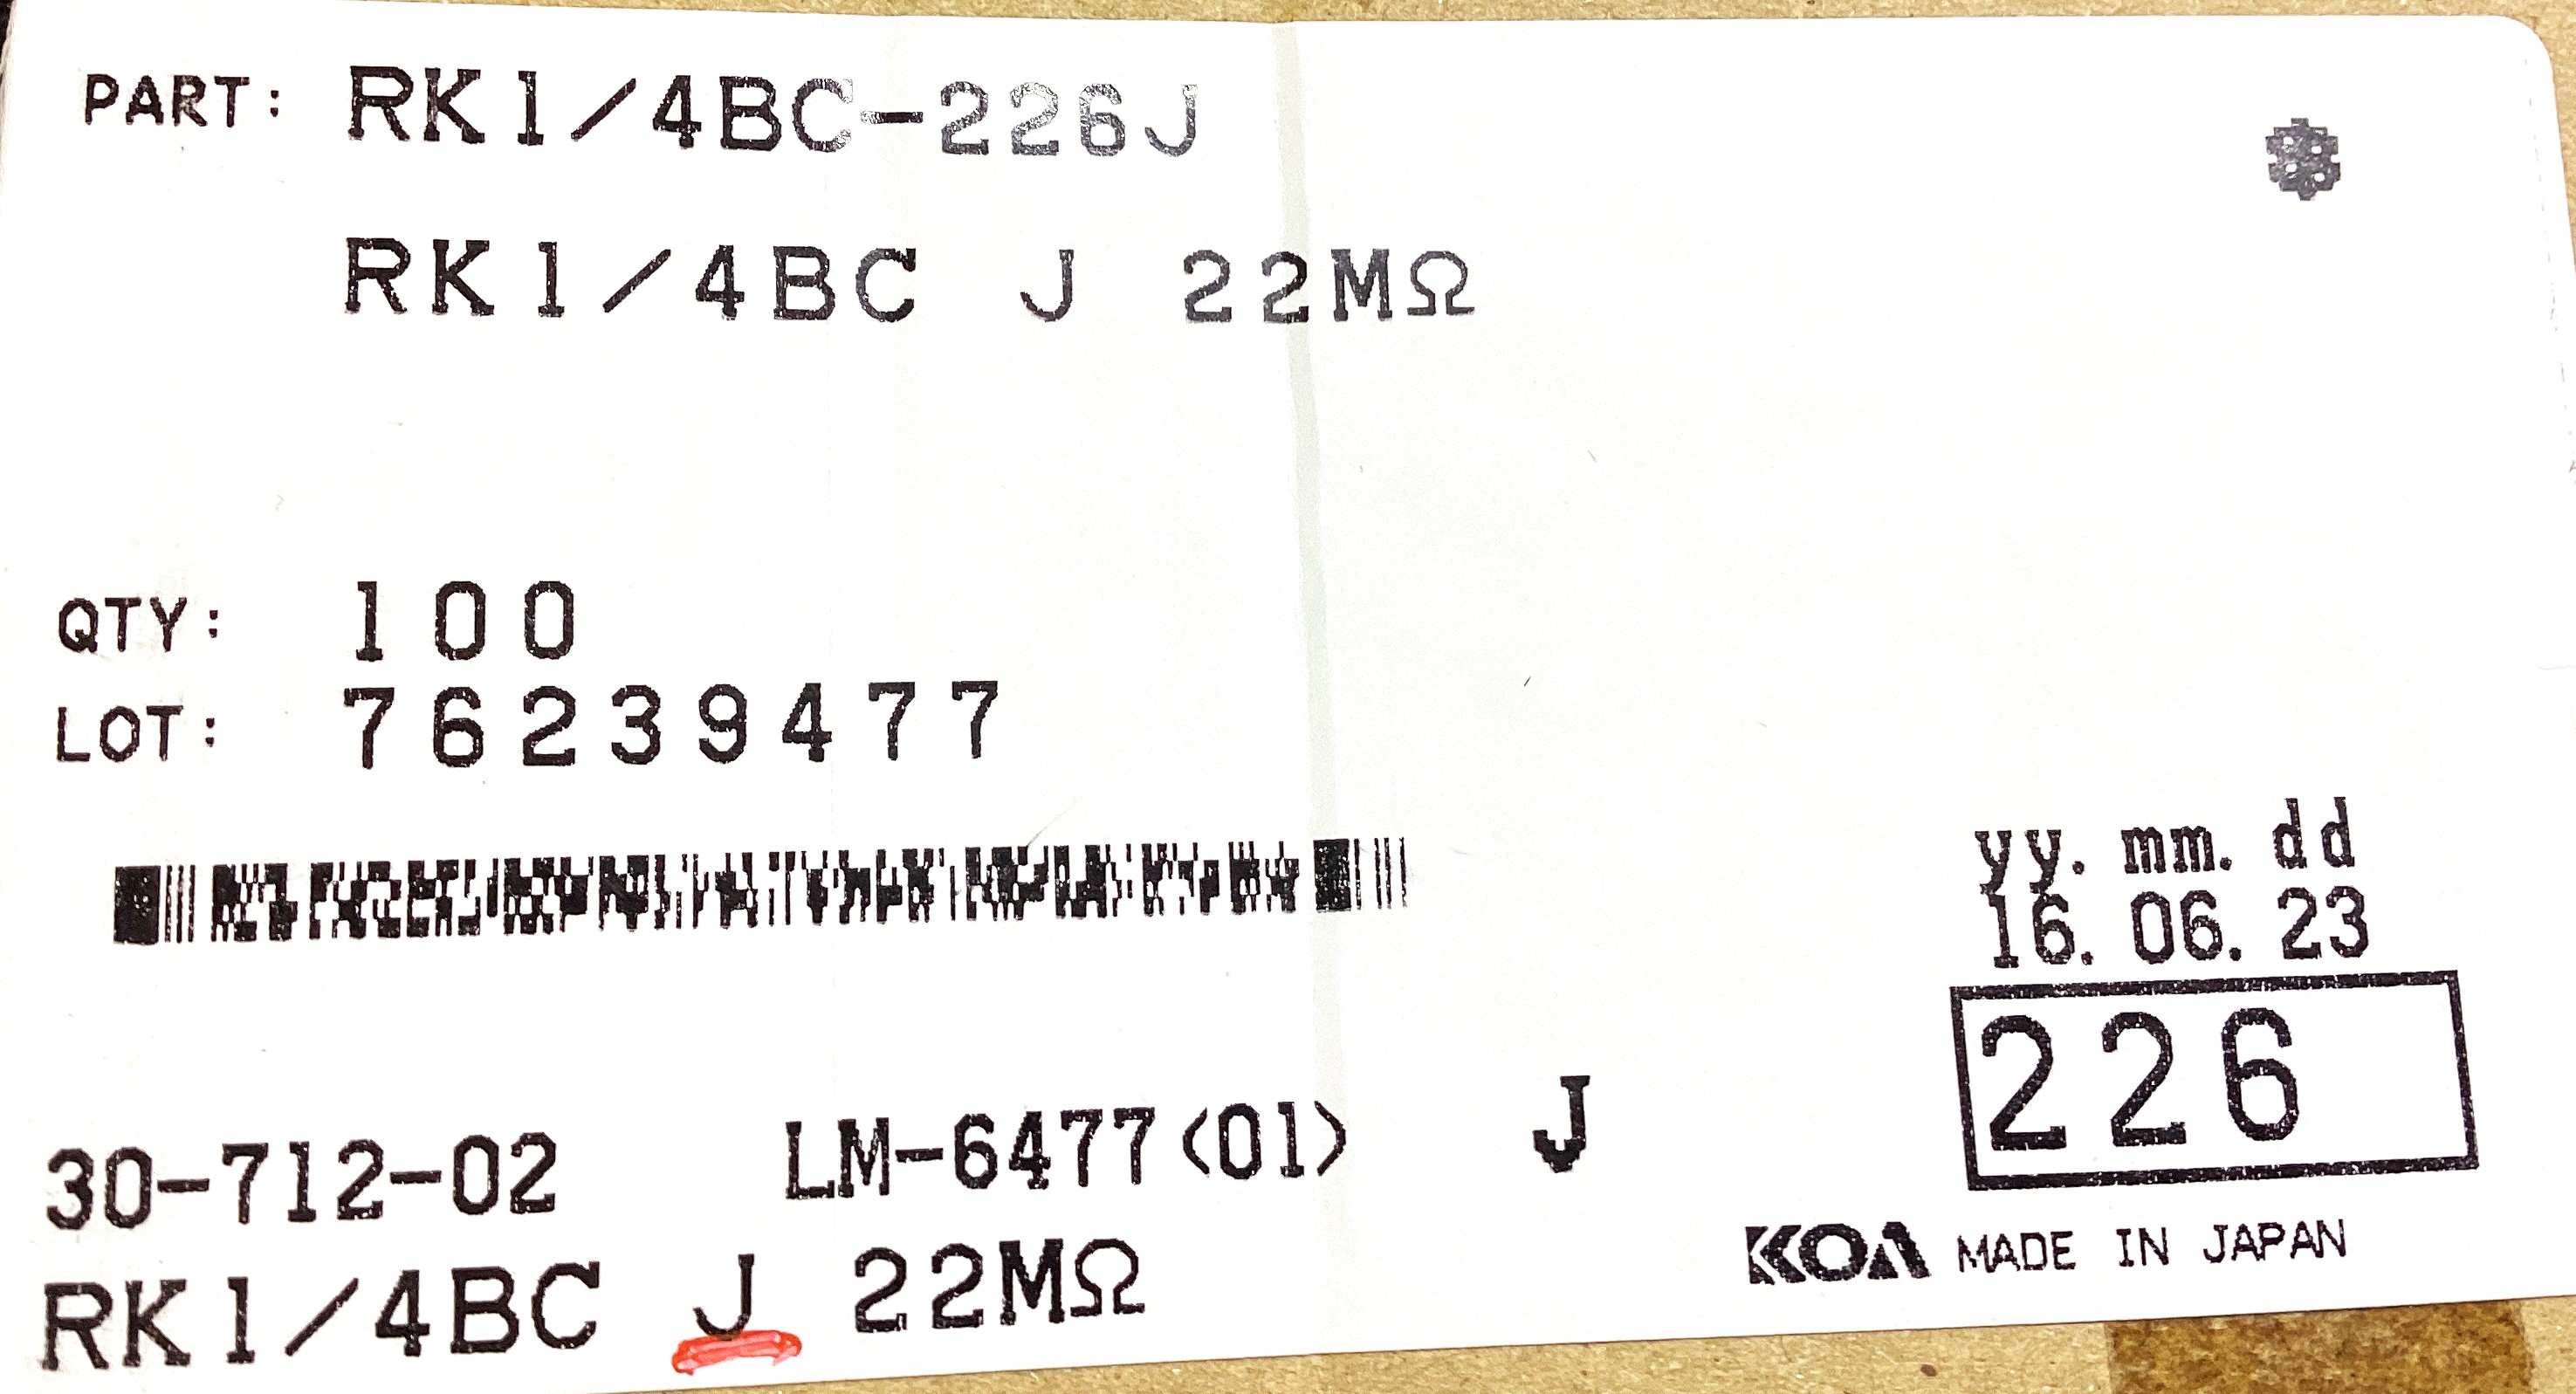 PART: RK1/4BC-226J
RK1/4BC J 22MΩ
QTY: 100
LOT: 76239477
yy. mm. dd
16. 06. 23
226
30-712-02 LM-6477<01> J
RK1/4BC J 22MΩ
KOA MADE IN JAPAN